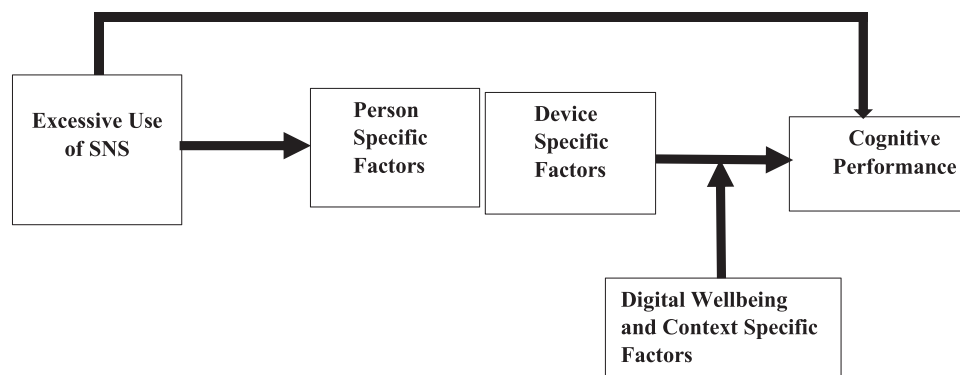 Excessive Use
of SNS
Person
Specific
Factors
Device
Specific
Factors
Cognitive
Performance
Digital Wellbeing
and Context Specific
Factors